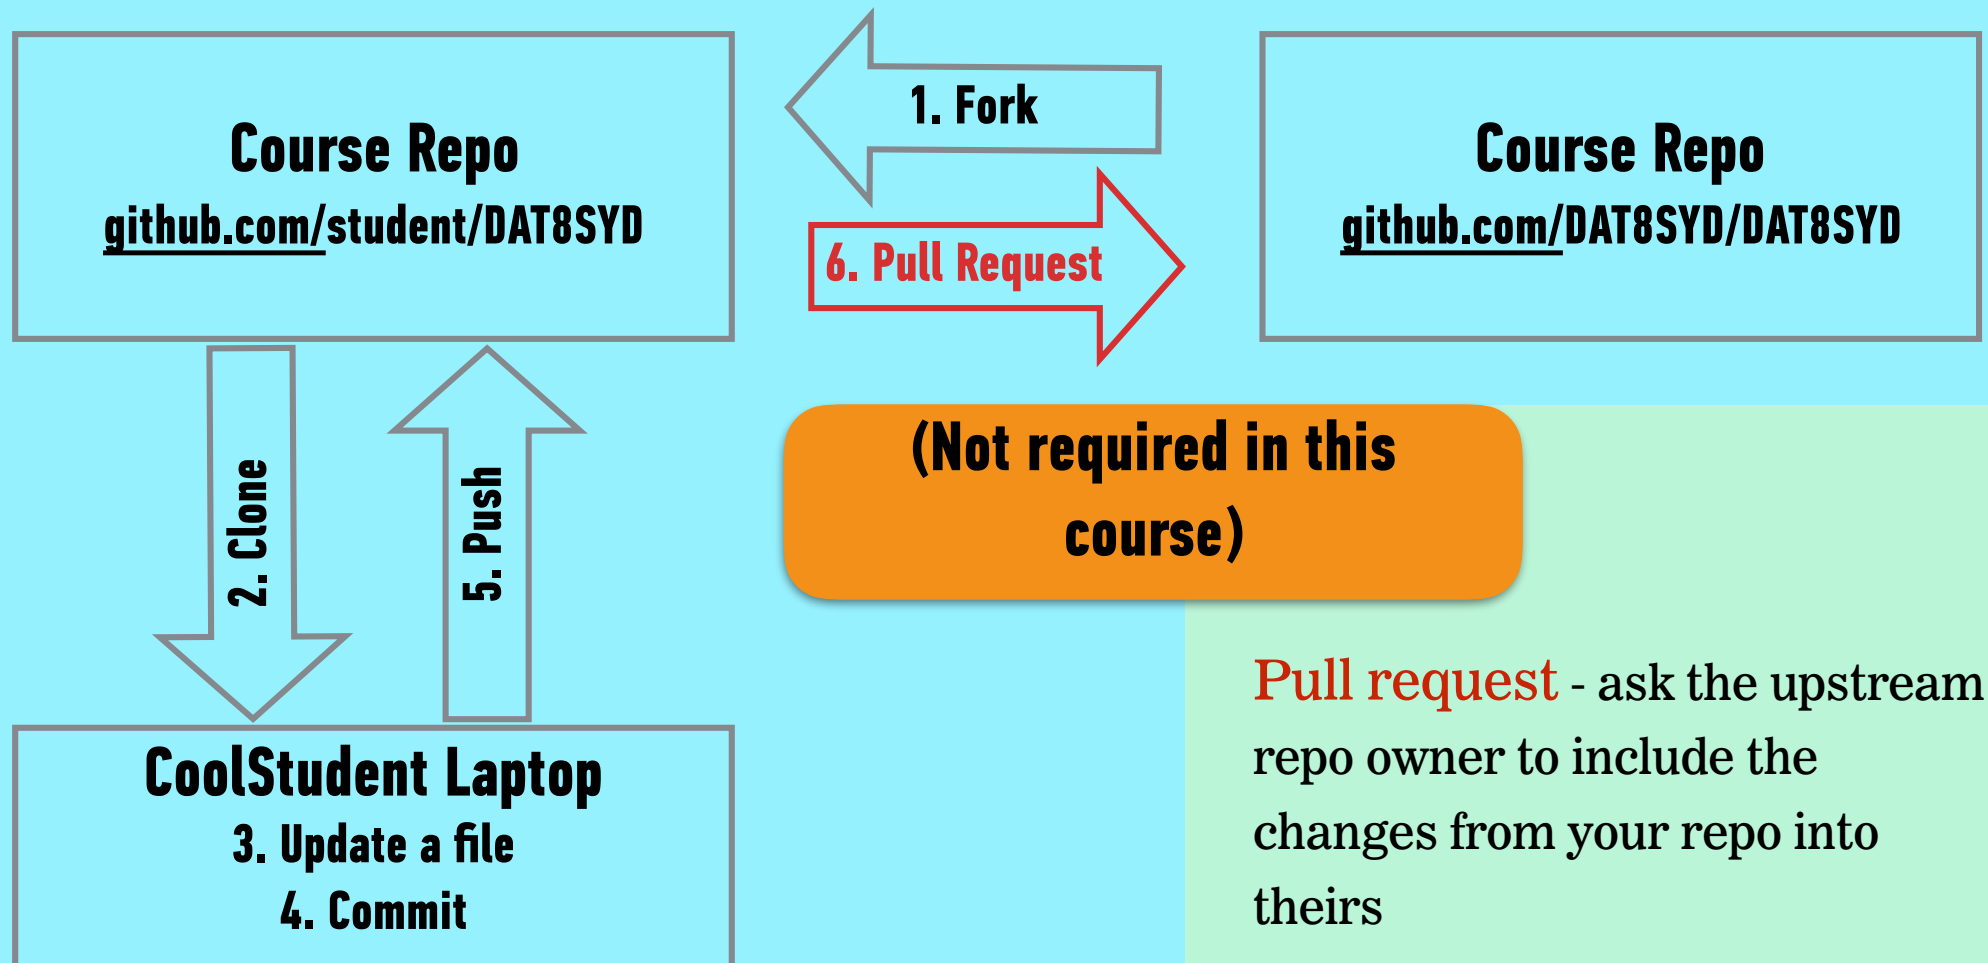 Course Repo
github.com/student/DAT8SYD
1. Fork
6. Pull Request
Course Repo
github.com/DAT8SYD/DAT8SYD
2. Clone
5. Push
(Not required in this
course)
CoolStudent Laptop
3. Update a file
4. Commit
Pull request - ask the upstream
repo owner to include the
changes from your repo into
theirs